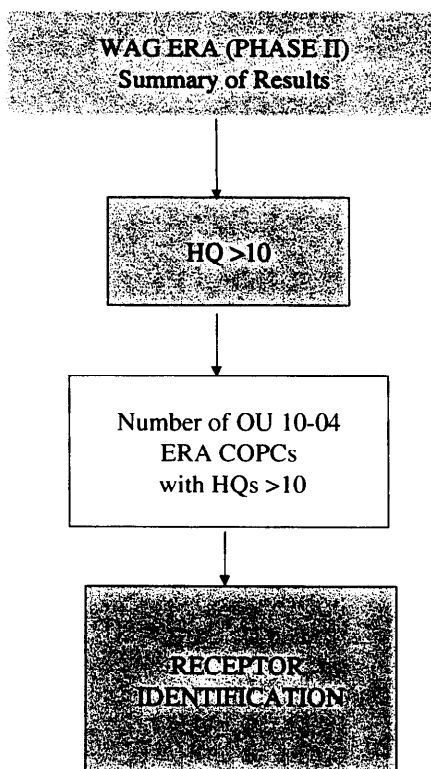 WAG ERA (PHASE II)
Summary of Results
HQ >10
Number of OU 10-04
ERA COPCs
with HQs >10
RECEPTOR
IDENTIFICATION